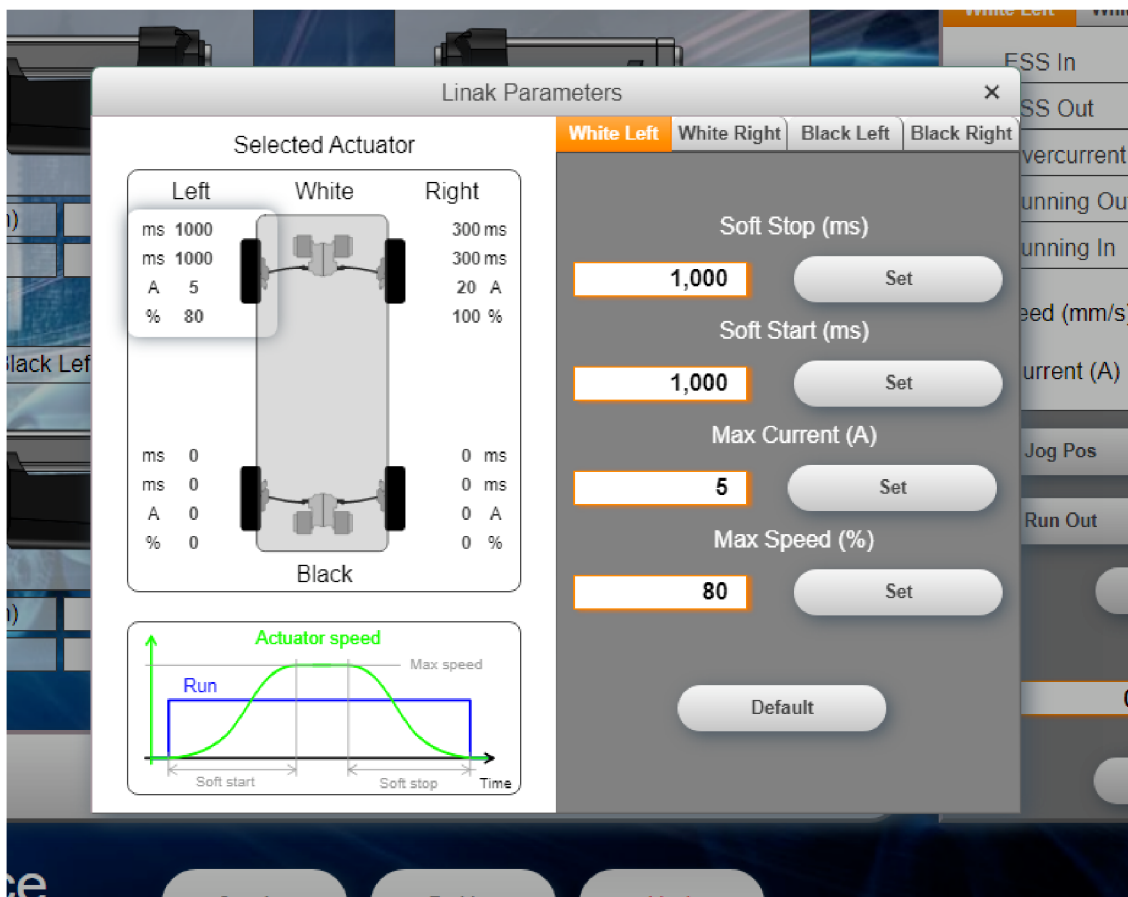 Linak Parameters ×
Selected Actuator
Left White Right
ms 1000 300 ms
ms 1000 300 ms
A 5 20 A
% 80 100 %
ms 0 0 ms
ms 0 0 ms
A 0 0 A
% 0 0 %
Black
Actuator speed
Max speed
Run
Soft start Soft stop Time
White Left White Right Black Left Black Right
Soft Stop (ms)
1,000 Set
Soft Start (ms)
1,000 Set
Max Current (A)
5 Set
Max Speed (%)
80 Set
Default
White Left
ESS In
SS Out
vercurrent
unning Ou
unning In
eed (mm/s)
urrent (A)
Jog Pos
Run Out
lack Lef